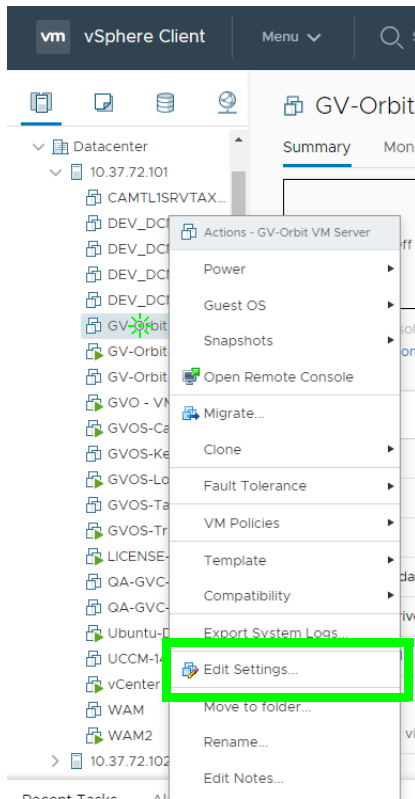 vm vSphere Client Menu
GV-Orbit
Summary Mon
Datacenter
10.37.72.101
CAMTL1SRVTAX...
DEV_DC
DEV_DC
DEV_DC
DEV_DC
GV-Orbit
GV-Orbit
GV-Orbit
GVO - VM
GVOS-Ca
GVOS-Ke
GVOS-Lo
GVOS-Ta
GVOS-Tr
LICENSE-
QA-GVC-
QA-GVC-
Ubuntu-D
UCCM-14
vCenter
WAM
WAM2
10.37.72.102
Actions - GV-Orbit VM Server
Power
Guest OS
Snapshots
Open Remote Console
Migrate...
Clone
Fault Tolerance
VM Policies
Template
Compatibility
Export System Logs...
Edit Settings...
Move to folder...
Rename...
Edit Notes...
Recent Tasks